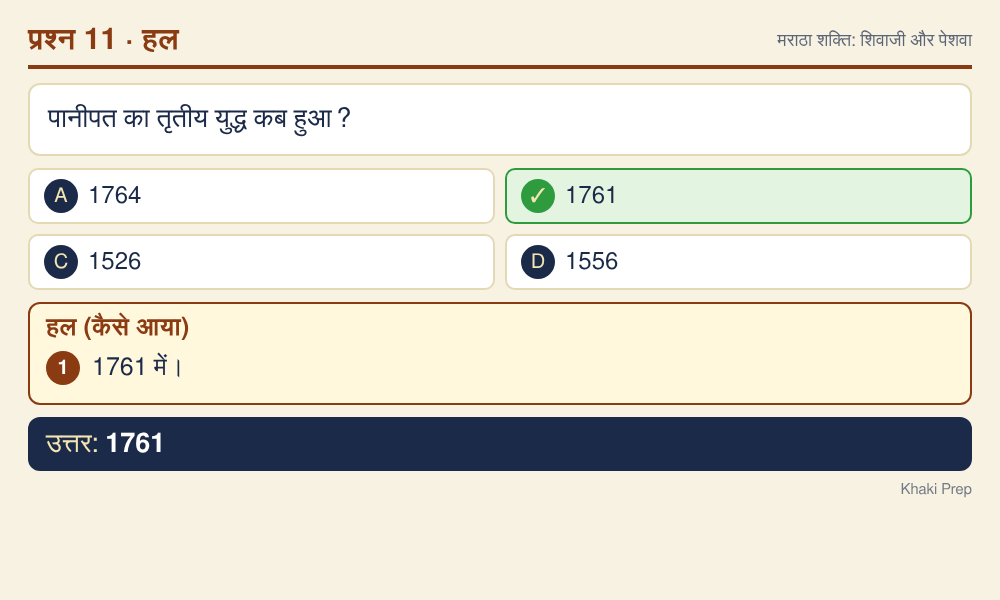 प्रश्न 11 · हल
मराठा शक्ति: शिवाजी और पेशवा
पानीपत का तृतीय युद्ध कब हुआ ?
A 1764
✓ 1761
C 1526
D 1556
हल (कैसे आया)
1 1761 में।
उत्तर: 1761
Khaki Prep